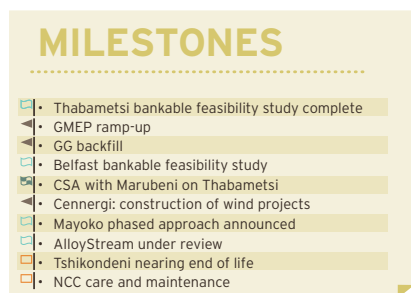 MILESTONES
• Thabametsi bankable feasibility study complete
• GMEP ramp-up
• GG backfill
• Belfast bankable feasibility study
• CSA with Marubeni on Thabametsi
• Cennergi: construction of wind projects
• Mayoko phased approach announced
• AlloyStream under review
• Tshikondeni nearing end of life
• NCC care and maintenance